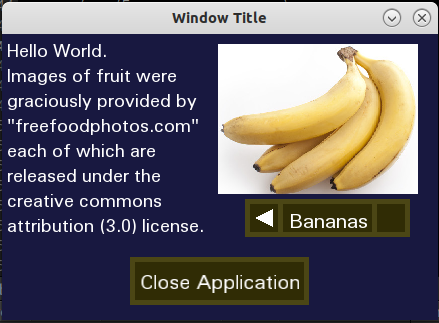 Window Title
Hello World.
Images of fruit were
graciously provided by
"freefoodphotos.com"
each of which are
released under the
creative commons
attribution (3.0) license.
Bananas
Close Application